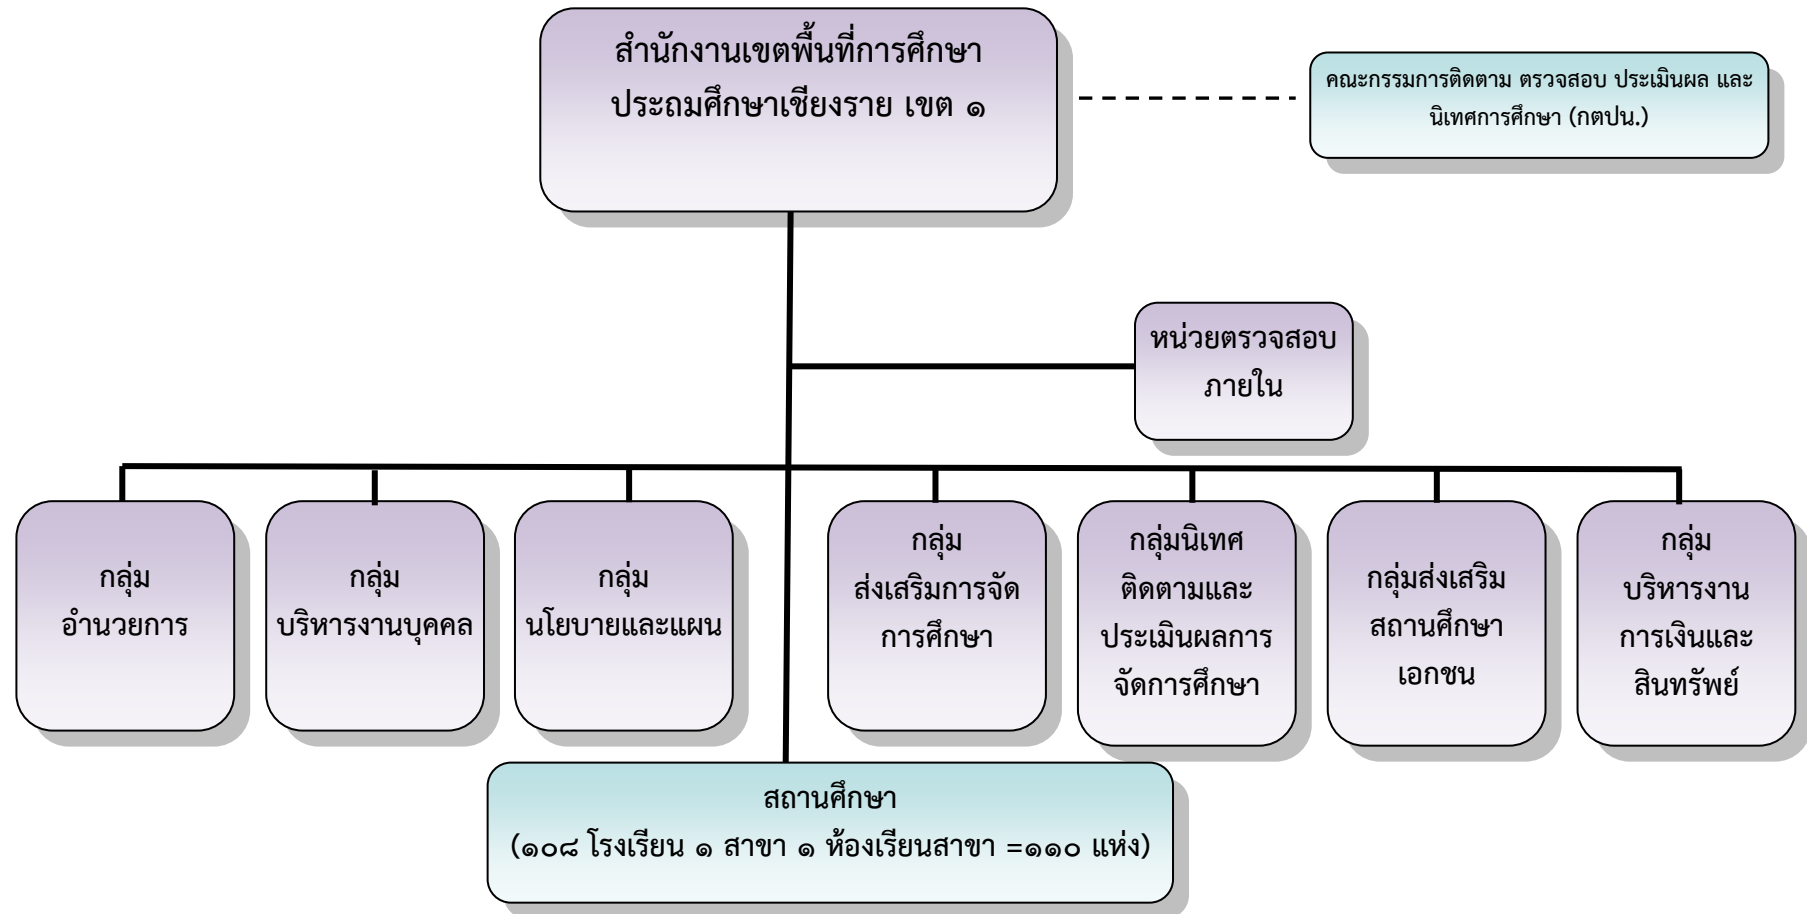 สำนักงานเขตพื้นที่การศึกษา
ประถมศึกษาเชียงราย เขต ๑
คณะกรรมการติดตาม ตรวจสอบ ประเมินผล และ
นิเทศการศึกษา (กตปน.)
หน่วยตรวจสอบ
ภายใน
กลุ่ม
อำนวยการ
กลุ่ม
บริหารงานบุคคล
กลุ่ม
นโยบายและแผน
กลุ่ม
ส่งเสริมการจัด
การศึกษา
กลุ่มนิเทศ
ติดตามและ
ประเมินผลการ
จัดการศึกษา
กลุ่มส่งเสริม
สถานศึกษา
เอกชน
กลุ่ม
บริหารงาน
การเงินและ
สินทรัพย์
สถานศึกษา
(๑๐๘ โรงเรียน ๑ สาขา ๑ ห้องเรียนสาขา =๑๑๐ แห่ง)